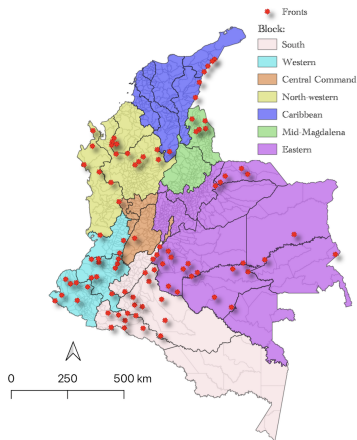 Fronts
Block:
South
Western
Central Command
North-western
Caribbean
Mid-Magdalena
Eastern
0 250 500 km